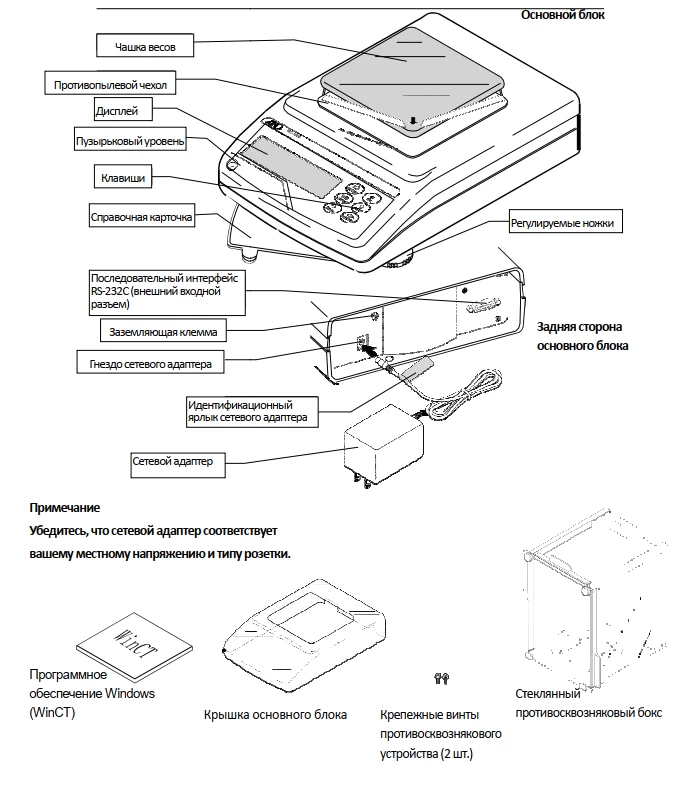 Основной блок
Чашка весов
Противопылевой чехол
Дисплей
Пузырьковый уровень
Клавиши
Справочная карточка
Регулируемые ножки
Последовательный интерфейс
RS-232C (внешний входной
разъем)
Заземляющая клемма
Гнездо сетевого адаптера
Задняя сторона
основного блока
Идентификационный
ярлык сетевого адаптера
Сетевой адаптер
Примечание
Убедитесь, что сетевой адаптер соответствует
вашему местному напряжению и типу розетки.
WinCT
Программное
обеспечение Windows
(WinCT)
Крышка основного блока
Крепежные винты
противосквознякового
устройства (2 шт.)
Стеклянный
противосквозняковый бокс